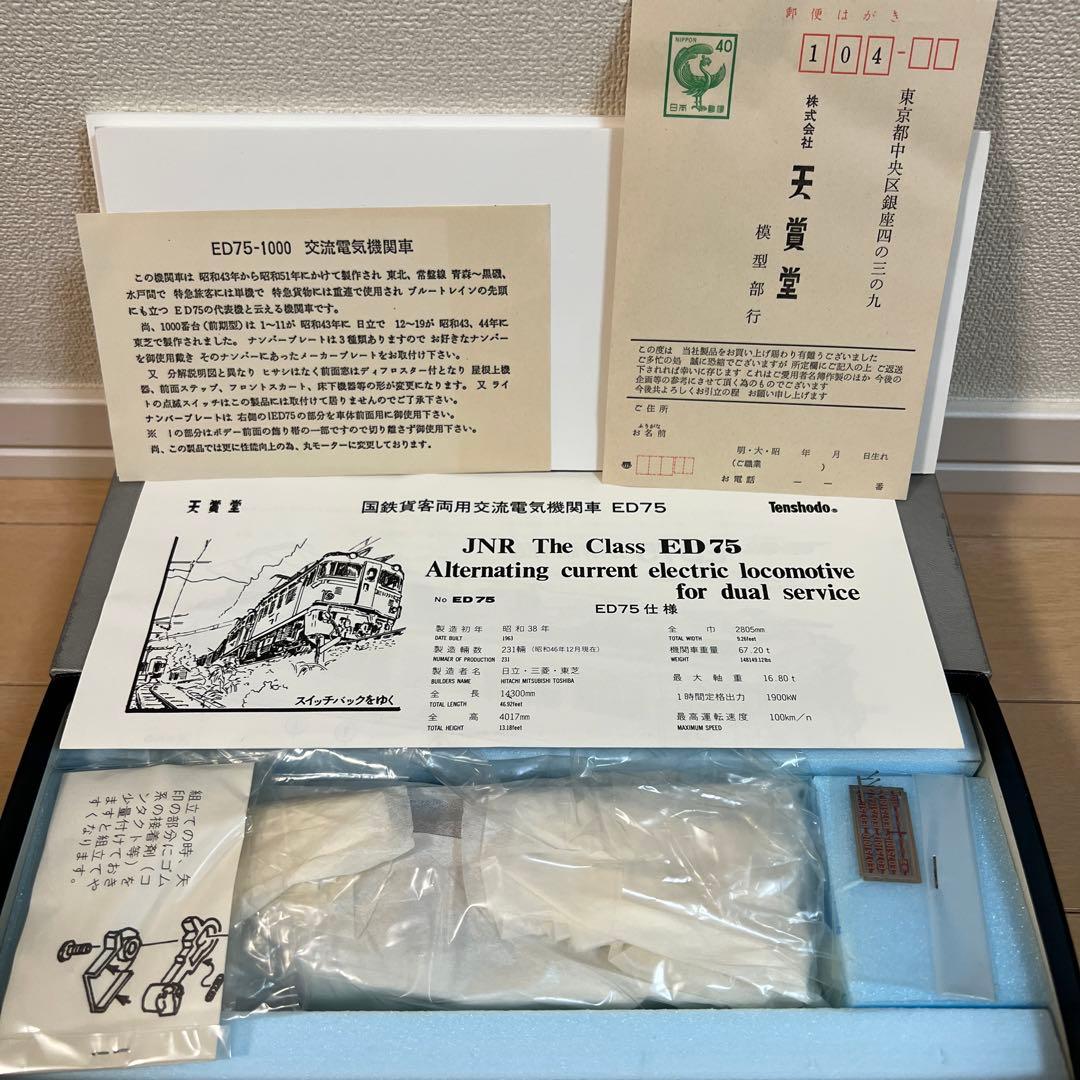 郵便はがき
NIPPON 40
日本郵便
104-
東京都中央区銀座四の三の九
株式会社 天賞堂
模型部行
この度は 当社製品をお買い上げ賜わり有難うございました
ご多忙の処 誠に恐縮でございますが 所定欄にご記入の上 ご返送
下されれば幸いに存じます これはご愛用者名簿作製のほか 今後の
企画等の参考にさせて頂く為のものでございます
今後共よろしくお引立の程 お願い申し上げます
ご住所
ふりがな
お名前
明・大・昭 年 月 日生れ
(ご職業 )
お電話 ー ー 番
ED75-1000 交流電気機関車
この機関車は 昭和43年から昭和51年にかけて製作され 東北、常盤線 青森〜黒磯、
水戸間で 特急旅客には単機で 特急貨物には重連で使用され ブルートレインの先頭
にも立つ ED75の代表機と云える機関車です。
尚、1000番台(前期型)は 1〜11が 昭和43年に 日立で 12〜19が 昭和43、44年に
東芝で製作されました。ナンバープレートは3種類ありますので お好きなナンバー
を御使用戴き そのナンバーにあったメーカープレートをお取付け下さい。
又 分解説明図と異なり ヒサシはなく前面窓はディフロスター付となり 屋根上機
器、前面ステップ、フロントスカート、床下機器等の形が変更になります。又 ライ
トの点滅スイッチはこの製品には取付けて居りませんのでご了承下さい。
ナンバープレートは 右側のIED75の部分を車体前面用に御使用下さい。
※ Iの部分はボデー前面の飾り帯の一部ですので切り離さず御使用下さい。
尚、この製品では更に性能向上の為、丸モーターに変更しております。
天賞堂
国鉄貨客両用交流電気機関車 ED75
Tenshodo®
JNR The Class ED75
Alternating current electric locomotive
for dual service
No ED75
ED75仕様
スイッチバックをゆく
製造初年 昭和38年
DATE BUILT 1963
製造輛数 231輛 (昭和46年12月現在)
NUMAER OF PRODUCTION 231
製造者名 日立・三菱・東芝
BUILDERS NAME HITACHI MITSUBISHI TOSHIBA
全長 14300mm
TOTAL LENGTH 46.92feet
全高 4017mm
TOTAL HEIGHT 13.18feet
全巾 2805mm
TOTAL WIDTH 9.26feet
機関車重量 67.20t
WEIGHT 148149.12lbs
最大軸重 16.80t
1時間定格出力 1900kW
最高運転速度 100km/n
MAXIMUM SPEED
組立ての時、矢
印の部分にゴム
系の接着剤(コ
ンタクト等)を
少量付けておき
ますと組立てや
すくなります。